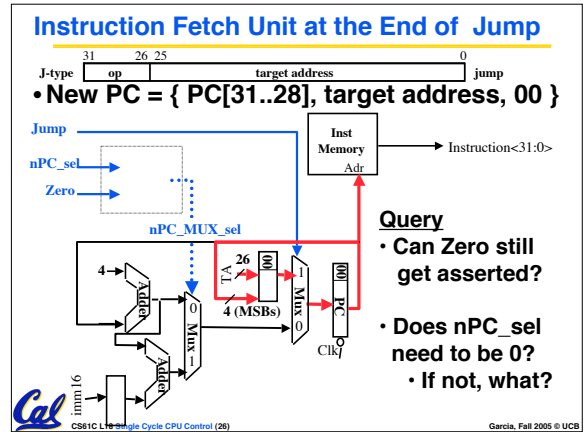 Instruction Fetch Unit at the End of Jump
31 26 25 0
J-type op target address jump
• New PC = { PC[31..28], target address, 00 }
Jump
Inst
Memory
Adr
Instruction<31:0>
nPC_sel
Zero
nPC_MUX_sel
Query
• Can Zero still
get asserted?
• Does nPC_sel
need to be 0?
• If not, what?
4
Adder
TA
26
00
4 (MSBs)
1
Mux
0
00
PC
Clk
0
Mux
1
Adder
imm16
Cal
CS61C L18 Single Cycle CPU Control (26)
Garcia, Fall 2005 © UCB